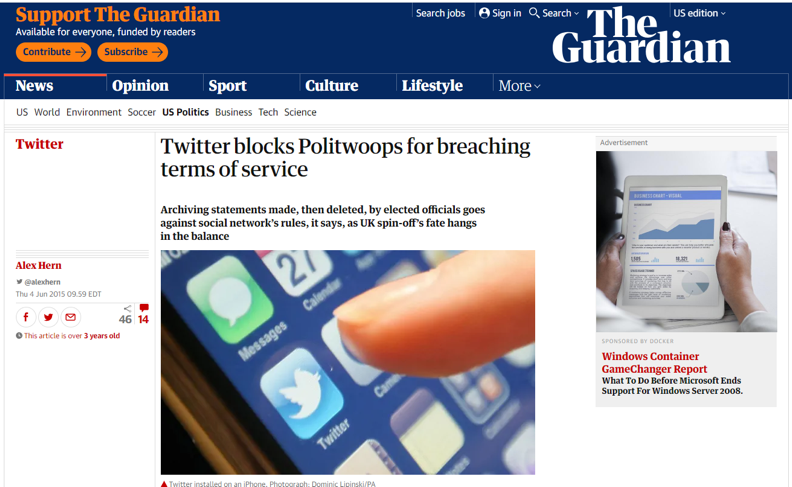 Support The Guardian
Available for everyone, funded by readers
Contribute
Subscribe
Search jobs
Sign in
Search
US edition
The
Guardian
News
Opinion
Sport
Culture
Lifestyle
More
US World Environment Soccer US Politics Business Tech Science
Twitter
Twitter blocks Politwoops for breaching
terms of service
Archiving statements made, then deleted, by elected officials goes
against social network's rules, it says, as UK spin-off's fate hangs
in the balance
Alex Hern
@alexhern
Thu 4 Jun 2015 09.59 EDT
46
14
This article is over 3 years old
27
Calendar
Messages
Twitter
Twitter installed on an iPhone. Photograph: Dominic Lipinski/PA
Advertisement
SPONSORED BY DOCKER
Windows Container
GameChanger Report
What To Do Before Microsoft Ends
Support For Windows Server 2008.